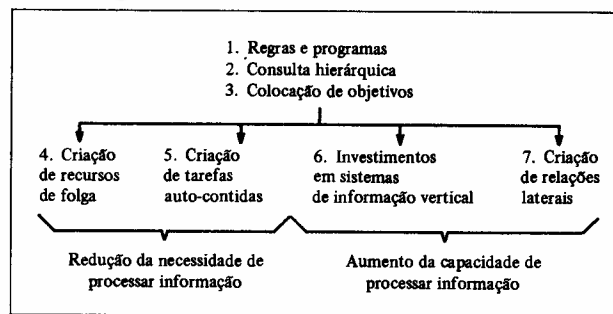 1. Regras e programas
2. Consulta hierárquica
3. Colocação de objetivos
4. Criação
de recursos
de folga
5. Criação
de tarefas
auto-contidas
6. Investimentos
em sistemas
de informação vertical
7. Criação
de relações
laterais
Redução da necessidade de
processar informação
Aumento da capacidade de
processar informação